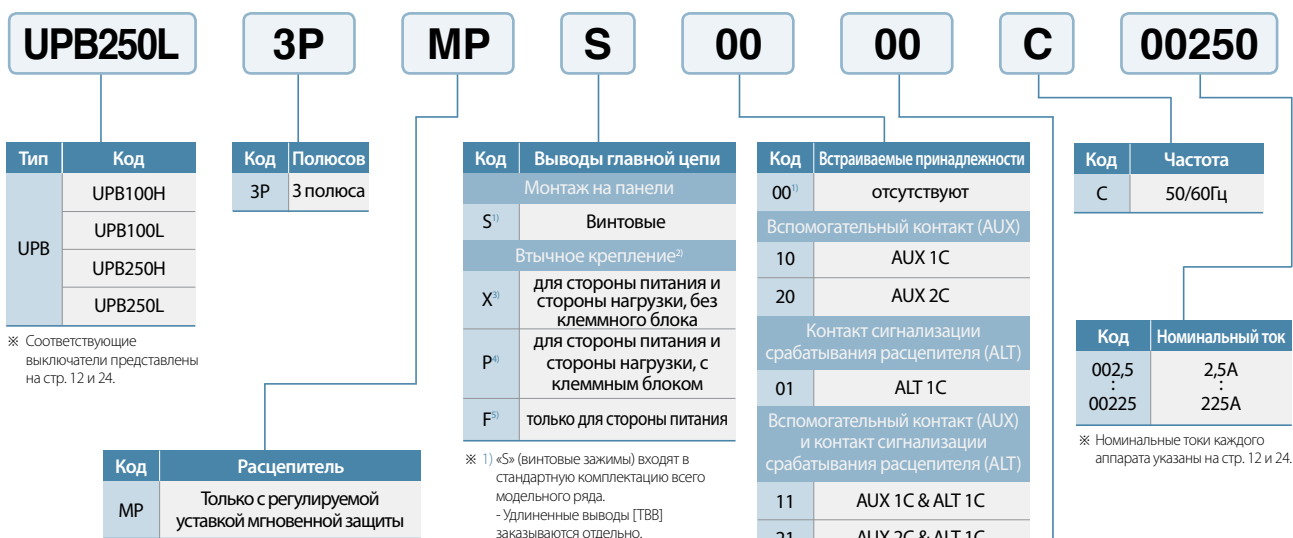 UPB250L 3P MP S 00 00 C 00250
Тип Код
UPB
UPB100H
UPB100L
UPB250H
UPB250L
※ Соответствующие
выключатели представлены
на стр. 12 и 24.
Код Полюсов
3P 3 полюса
Код Расцепитель
MP
Только с регулируемой
уставкой мгновенной защиты
Код Выводы главной цепи
Монтаж на панели
S1) Винтовые
Втычное крепление2)
X3)
для стороны питания и
стороны нагрузки, без
клеммного блока
P4)
для стороны питания и
стороны нагрузки, с
клеммным блоком
F5) только для стороны питания
※ 1) «S» (винтовые зажимы) входят в
стандартную комплектацию всего
модельного ряда.
- Удлиненные выводы [TBB]
заказываются отдельно.
Код Встраиваемые принадлежности
001) отсутствуют
Вспомогательный контакт (AUX)
10 AUX 1C
20 AUX 2C
Контакт сигнализации
срабатывания расцепителя (ALT)
01 ALT 1C
Вспомогательный контакт (AUX)
и контакт сигнализации
срабатывания расцепителя (ALT)
11 AUX 1C & ALT 1C
21 AUX 2C & ALT 1C
Код Частота
C 50/60Гц
Код Номинальный ток
002,5 2,5A
: :
00225 225A
※ Номинальные токи каждого
аппарата указаны на стр. 12 и 24.